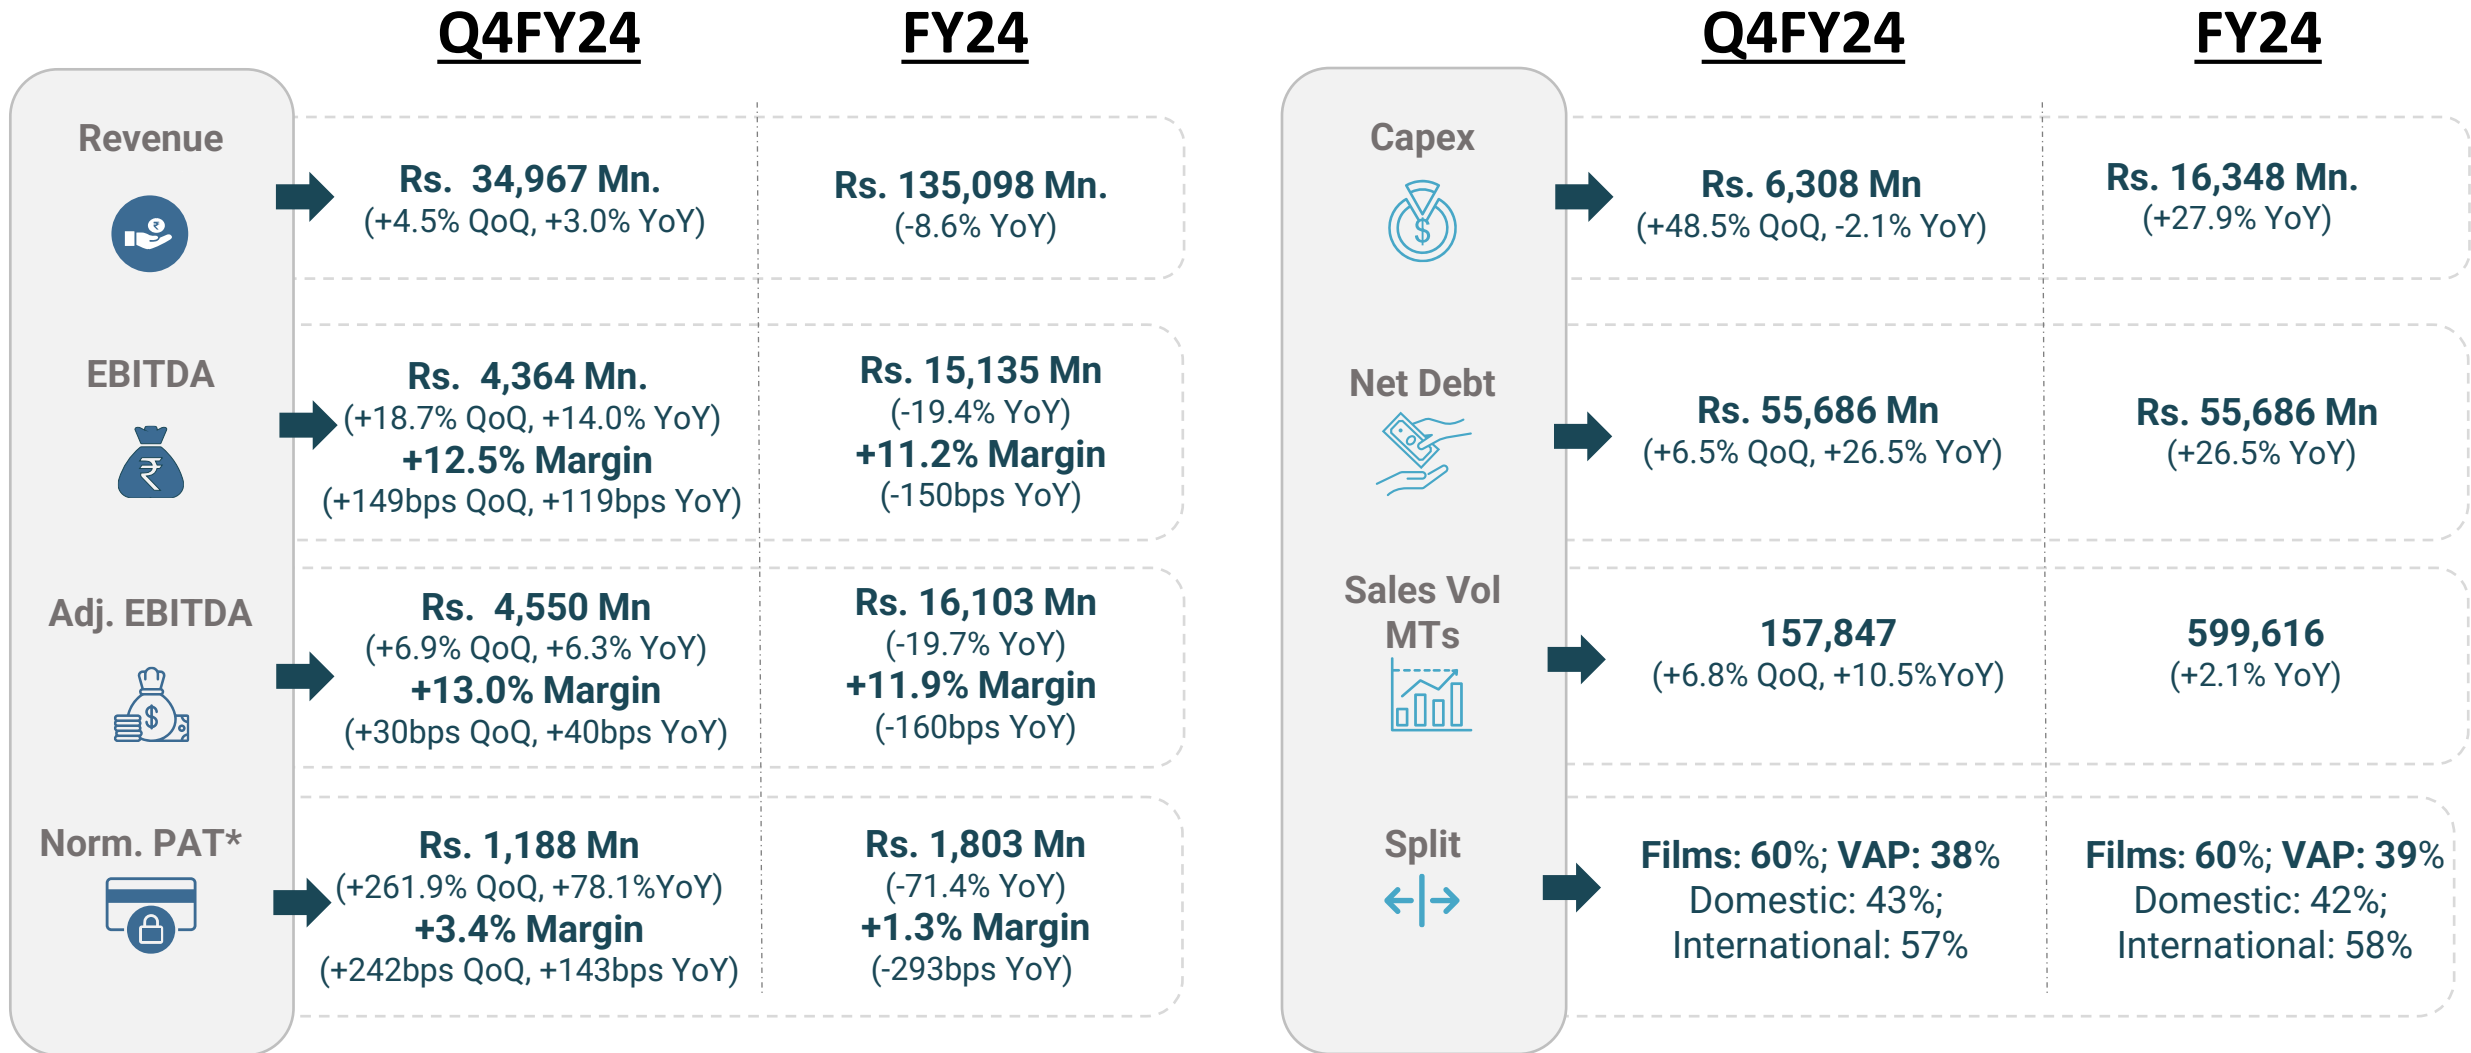 Q4FY24
FY24
Revenue
Rs. 34,967 Mn.
(+4.5% QoQ, +3.0% YoY)
Rs. 135,098 Mn.
(-8.6% YoY)
EBITDA
Rs. 4,364 Mn.
(+18.7% QoQ, +14.0% YoY)
+12.5% Margin
(+149bps QoQ, +119bps YoY)
Rs. 15,135 Mn
(-19.4% YoY)
+11.2% Margin
(-150bps YoY)
Adj. EBITDA
Rs. 4,550 Mn
(+6.9% QoQ, +6.3% YoY)
+13.0% Margin
(+30bps QoQ, +40bps YoY)
Rs. 16,103 Mn
(-19.7% YoY)
+11.9% Margin
(-160bps YoY)
Norm. PAT*
Rs. 1,188 Mn
(+261.9% QoQ, +78.1%YoY)
+3.4% Margin
(+242bps QoQ, +143bps YoY)
Rs. 1,803 Mn
(-71.4% YoY)
+1.3% Margin
(-293bps YoY)
Q4FY24
FY24
Capex
Rs. 6,308 Mn
(+48.5% QoQ, -2.1% YoY)
Rs. 16,348 Mn.
(+27.9% YoY)
Net Debt
Rs. 55,686 Mn
(+6.5% QoQ, +26.5% YoY)
Rs. 55,686 Mn
(+26.5% YoY)
Sales Vol
MTs
157,847
(+6.8% QoQ, +10.5%YoY)
599,616
(+2.1% YoY)
Split
Films: 60%; VAP: 38%
Domestic: 43%;
International: 57%
Films: 60%; VAP: 39%
Domestic: 42%;
International: 58%